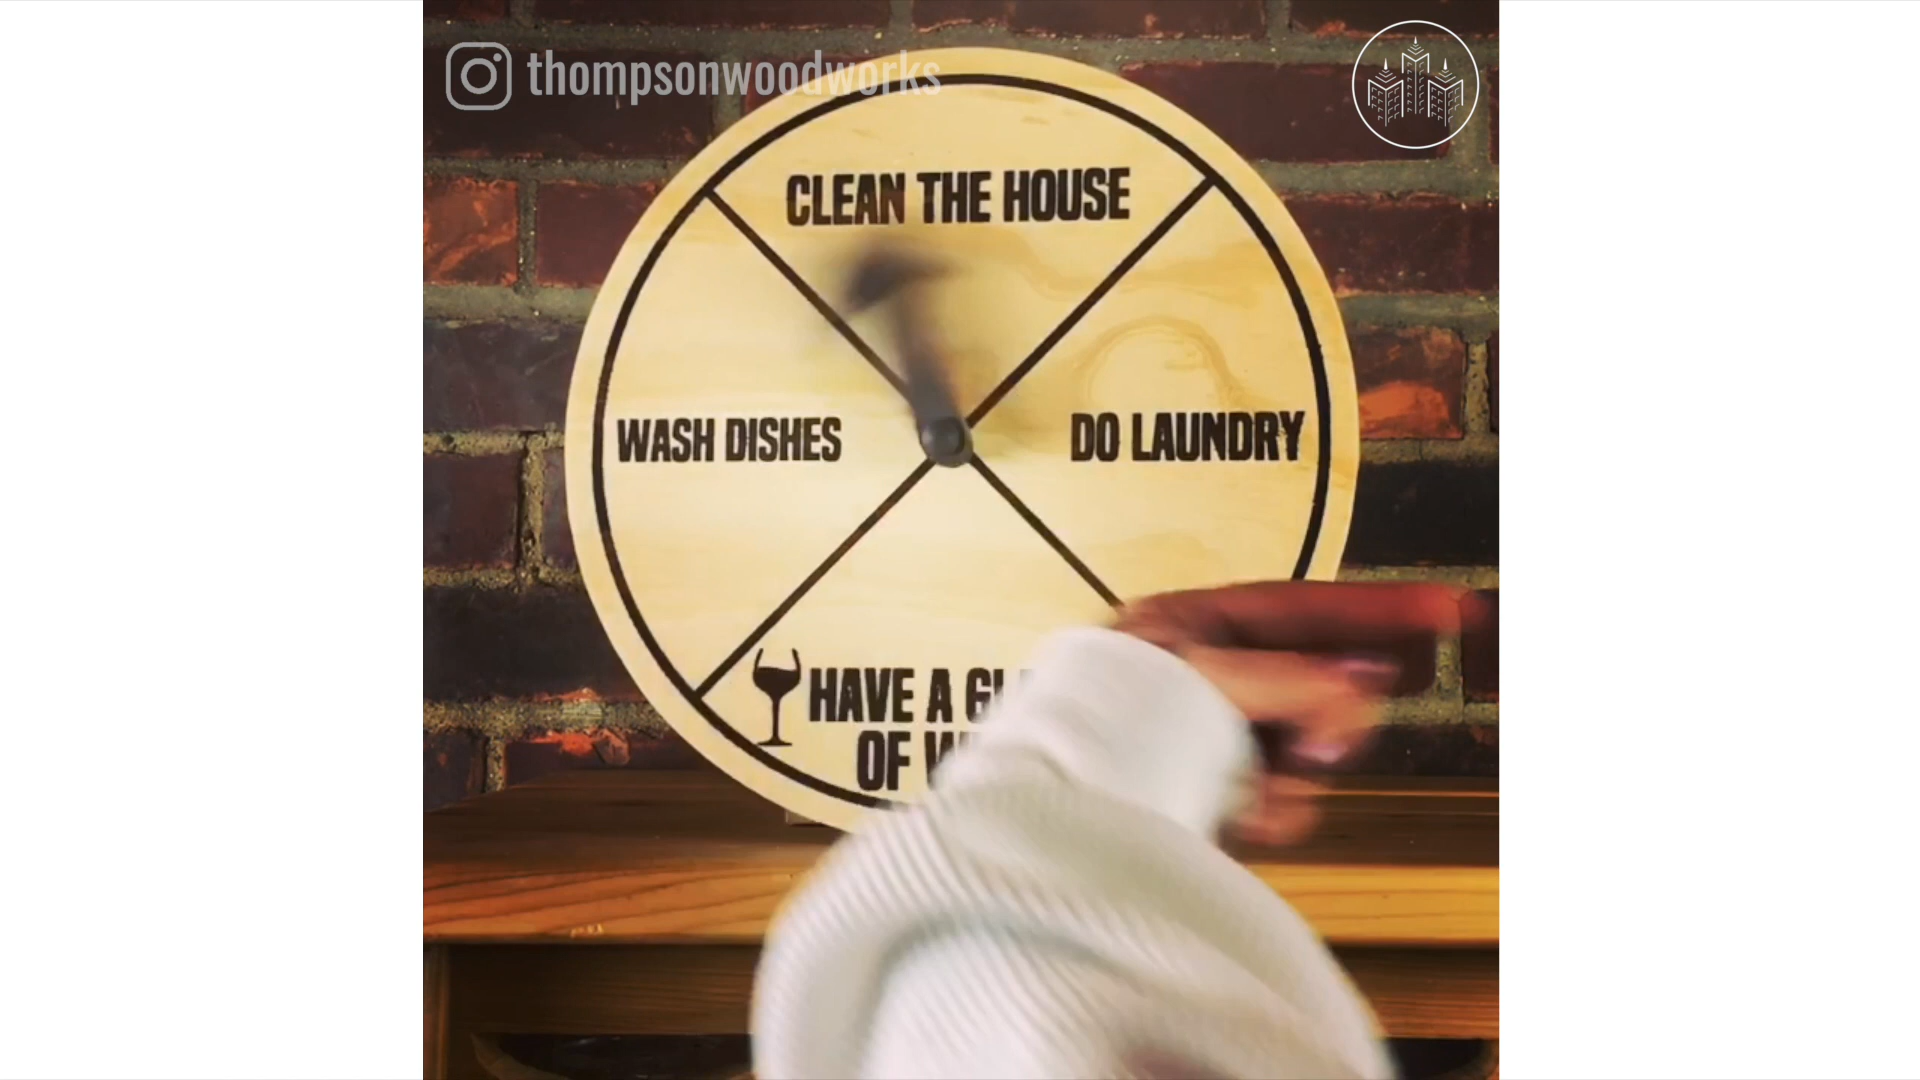 thompsonwoodworks
CLEAN THE HOUSE
WASH DISHES
DO LAUNDRY
HAVE A
OF